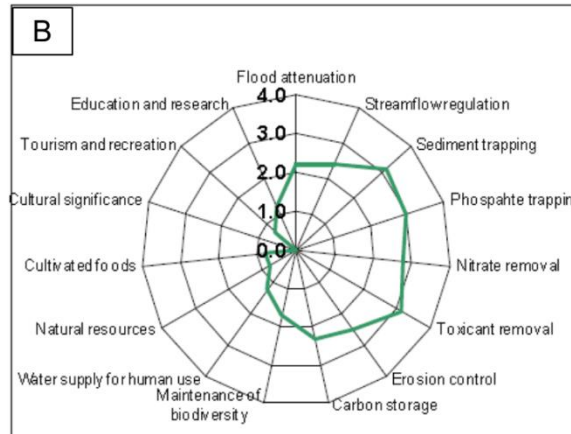 B
Flood attenuation
4.0
Education and research
Streamflow regulation
3.0
Tourism and recreation
Sediment trapping
2.0
Cultural significance
Phospahte trappin
1.0
0.0
Cultivated foods
Nitrate removal
Natural resources
Toxicant removal
Water supply for human use
Erosion control
Maintenance of
biodiversity
Carbon storage